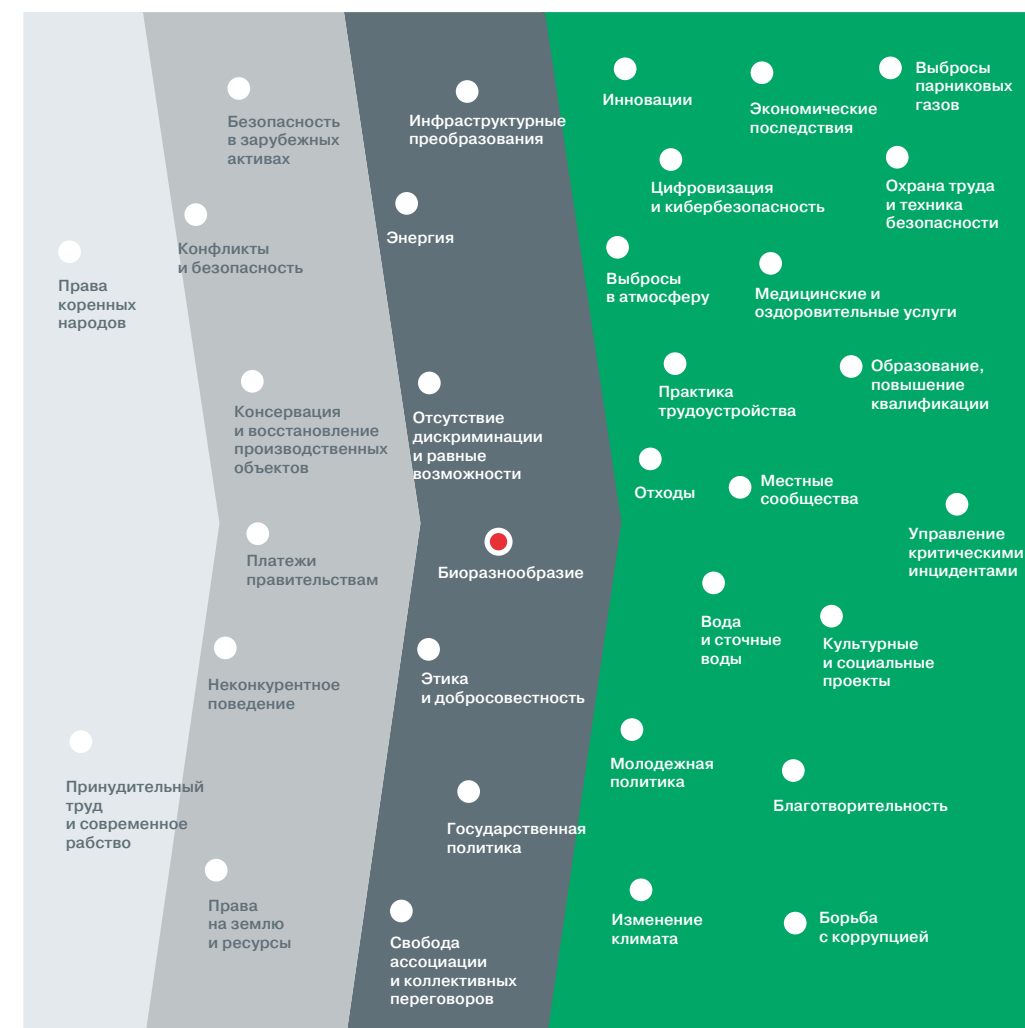 Права
коренных
народов
Принудительный
труд
и современное
рабство
Безопасность
в зарубежных
активах
Конфликты
и безопасность
Консервация
и восстановление
производственных
объектов
Платежи
правительствам
Неконкурентное
поведение
Права
на землю
и ресурсы
Инфраструктурные
преобразования
Энергия
Отсутствие
дискриминации
и равные
возможности
Биоразнообразие
Этика
и добросовестность
Государственная
политика
Свобода
ассоциации
и коллективных
переговоров
Инновации
Экономические
последствия
Выбросы
парниковых
газов
Цифровизация
и кибербезопасность
Охрана труда
и техника
безопасности
Выбросы
в атмосферу
Медицинские и
оздоровительные услуги
Практика
трудоустройства
Образование,
повышение
квалификации
Отходы
Местные
сообщества
Управление
критическими
инцидентами
Вода
и сточные
воды
Культурные
и социальные
проекты
Молодежная
политика
Благотворительность
Изменение
климата
Борьба
с коррупцией